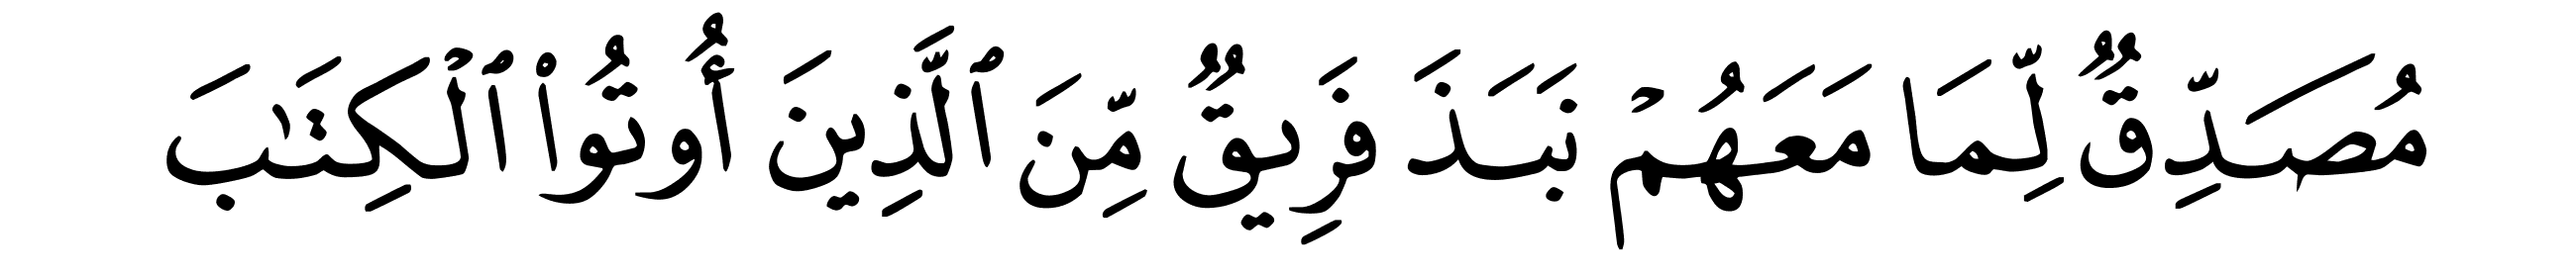 مُصَدِّقٌ لِّمَا مَعَهُمْ نَبَذَ فَرِيقٌ مِّنَ ٱلَّذِينَ أُوتُوا۟ ٱلْكِتَٰبَ